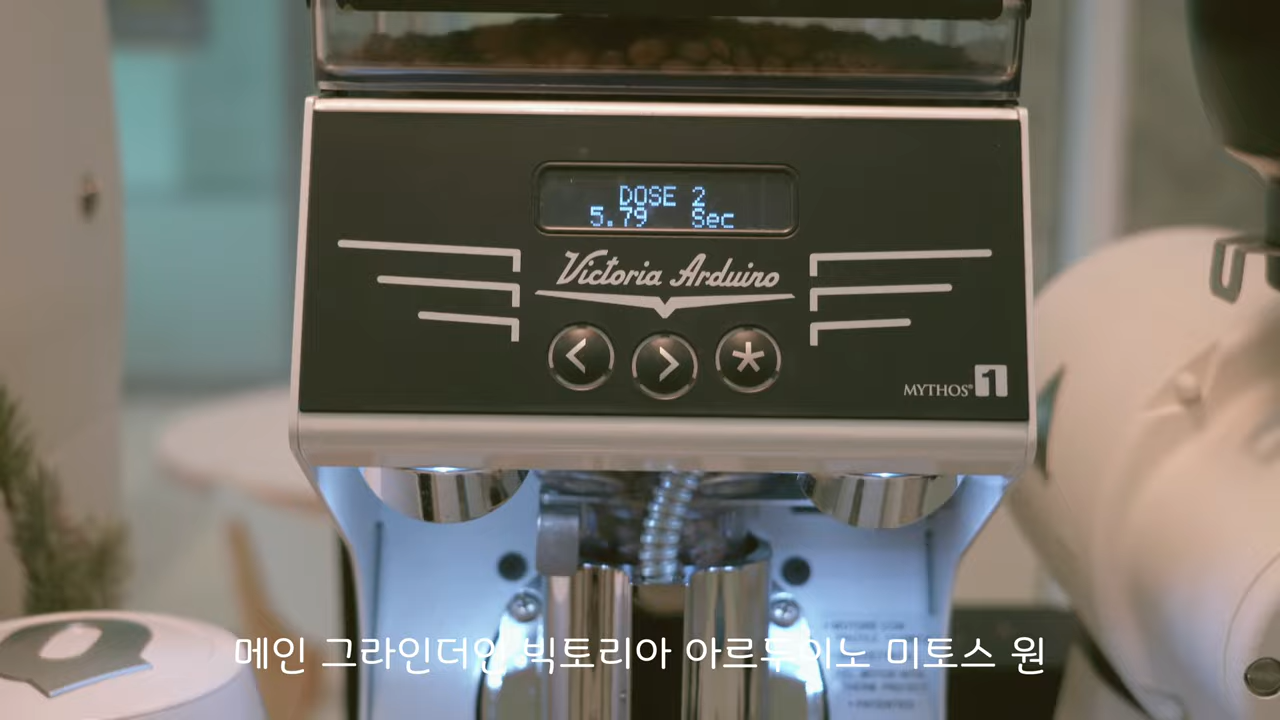 DOSE 2
5.79 Sec
Victoria Arduino
MYTHOS® 1
메인 그라인더인 빅토리아 아르두이노 미토스 원